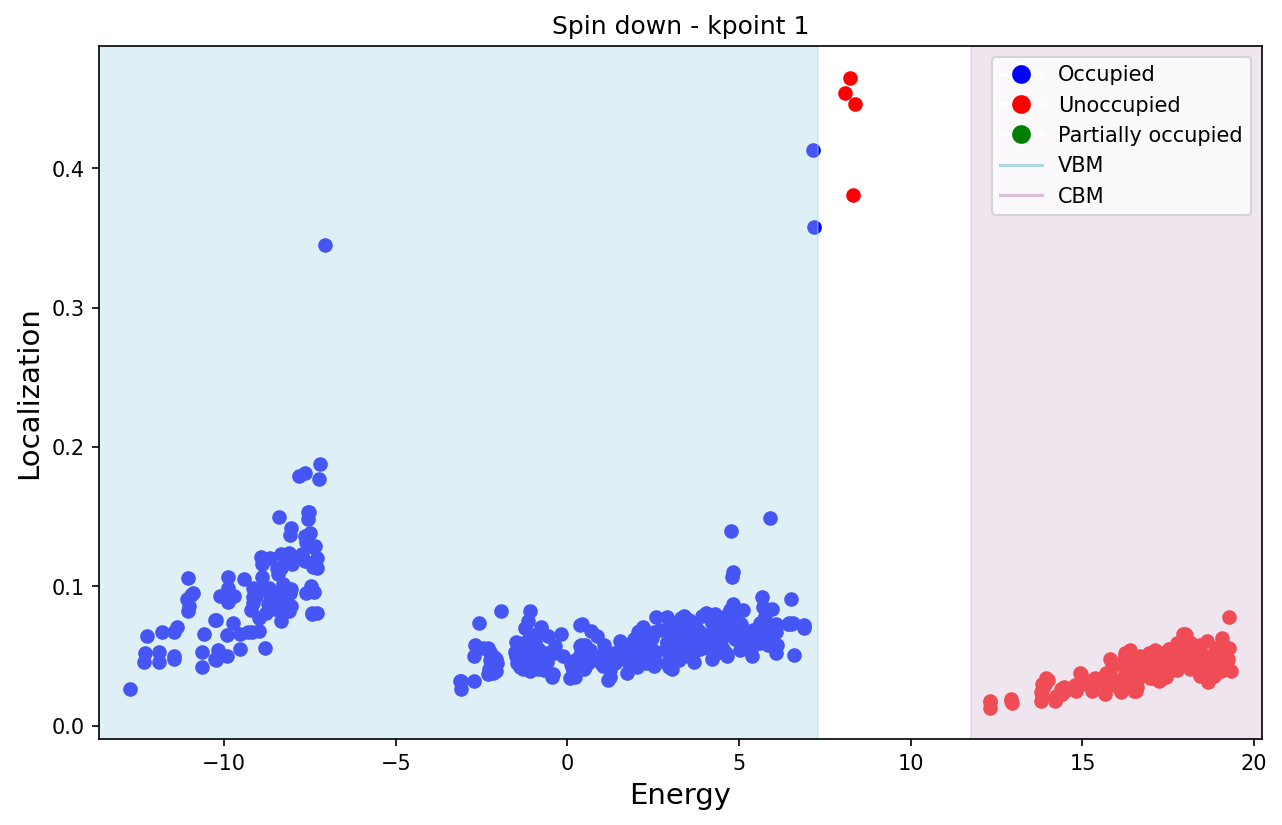 Spin down - kpoint 1
Localization
0.4
0.3
0.2
0.1
0.0
Occupied
Unoccupied
Partially occupied
VBM
CBM
−10
−5
0
5
10
15
20
Energy